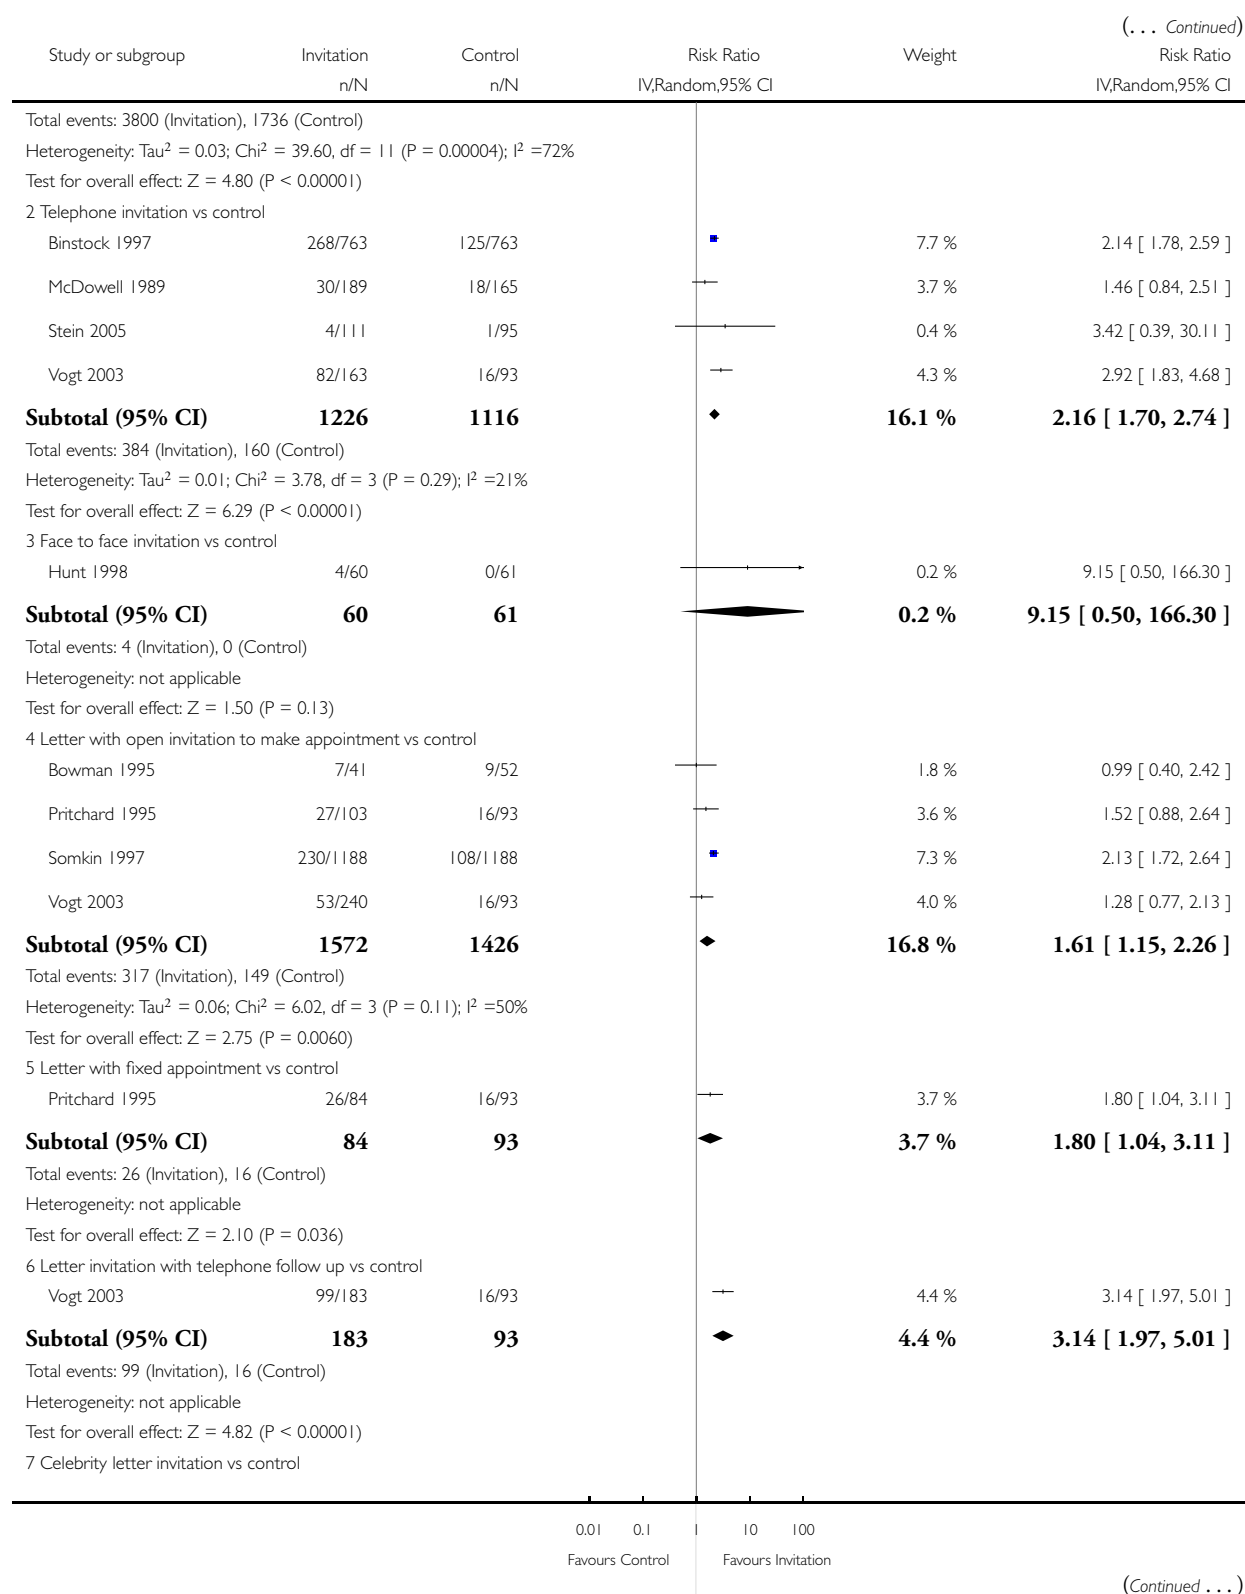 (... Continued)
Study or subgroup Invitation Control Risk Ratio Weight Risk Ratio
n/N n/N IV,Random,95% CI IV,Random,95% CI
Total events: 3800 (Invitation), 1736 (Control)
Heterogeneity: Tau² = 0.03; Chi² = 39.60, df = 11 (P = 0.00004); I² =72%
Test for overall effect: Z = 4.80 (P < 0.00001)
2 Telephone invitation vs control
Binstock 1997 268/763 125/763 7.7 % 2.14 [ 1.78, 2.59 ]
McDowell 1989 30/189 18/165 3.7 % 1.46 [ 0.84, 2.51 ]
Stein 2005 4/111 1/95 0.4 % 3.42 [ 0.39, 30.11 ]
Vogt 2003 82/163 16/93 4.3 % 2.92 [ 1.83, 4.68 ]
Subtotal (95% CI) 1226 1116 16.1 % 2.16 [ 1.70, 2.74 ]
Total events: 384 (Invitation), 160 (Control)
Heterogeneity: Tau² = 0.01; Chi² = 3.78, df = 3 (P = 0.29); I² =21%
Test for overall effect: Z = 6.29 (P < 0.00001)
3 Face to face invitation vs control
Hunt 1998 4/60 0/61 0.2 % 9.15 [ 0.50, 166.30 ]
Subtotal (95% CI) 60 61 0.2 % 9.15 [ 0.50, 166.30 ]
Total events: 4 (Invitation), 0 (Control)
Heterogeneity: not applicable
Test for overall effect: Z = 1.50 (P = 0.13)
4 Letter with open invitation to make appointment vs control
Bowman 1995 7/41 9/52 1.8 % 0.99 [ 0.40, 2.42 ]
Pritchard 1995 27/103 16/93 3.6 % 1.52 [ 0.88, 2.64 ]
Somkin 1997 230/1188 108/1188 7.3 % 2.13 [ 1.72, 2.64 ]
Vogt 2003 53/240 16/93 4.0 % 1.28 [ 0.77, 2.13 ]
Subtotal (95% CI) 1572 1426 16.8 % 1.61 [ 1.15, 2.26 ]
Total events: 317 (Invitation), 149 (Control)
Heterogeneity: Tau² = 0.06; Chi² = 6.02, df = 3 (P = 0.11); I² =50%
Test for overall effect: Z = 2.75 (P = 0.0060)
5 Letter with fixed appointment vs control
Pritchard 1995 26/84 16/93 3.7 % 1.80 [ 1.04, 3.11 ]
Subtotal (95% CI) 84 93 3.7 % 1.80 [ 1.04, 3.11 ]
Total events: 26 (Invitation), 16 (Control)
Heterogeneity: not applicable
Test for overall effect: Z = 2.10 (P = 0.036)
6 Letter invitation with telephone follow up vs control
Vogt 2003 99/183 16/93 4.4 % 3.14 [ 1.97, 5.01 ]
Subtotal (95% CI) 183 93 4.4 % 3.14 [ 1.97, 5.01 ]
Total events: 99 (Invitation), 16 (Control)
Heterogeneity: not applicable
Test for overall effect: Z = 4.82 (P < 0.00001)
7 Celebrity letter invitation vs control
0.01 0.1 1 10 100
Favours Control Favours Invitation
(Continued ...)